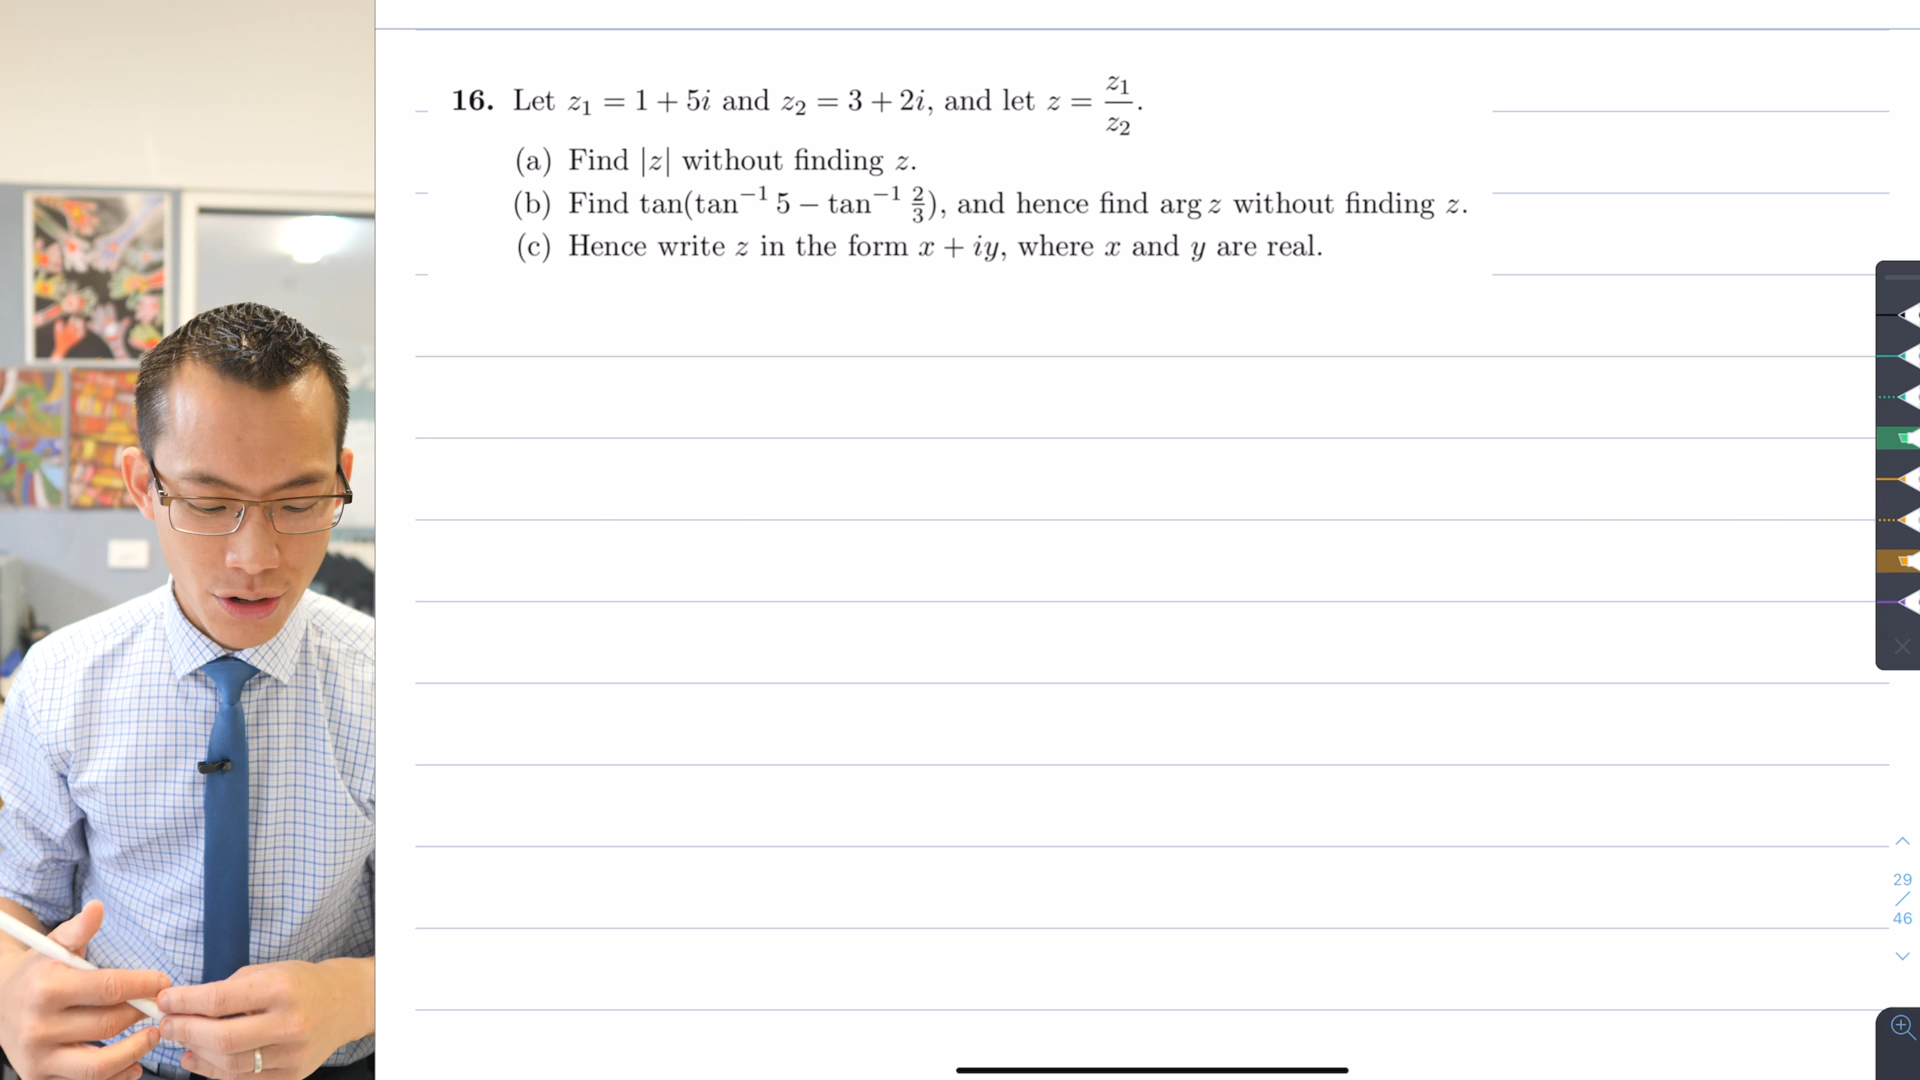 16. Let z₁ = 1 + 5i and z₂ = 3 + 2i, and let z = z₁/z₂.
(a) Find |z| without finding z.
(b) Find tan(tan⁻¹ 5 − tan⁻¹ 2/3), and hence find arg z without finding z.
(c) Hence write z in the form x + iy, where x and y are real.
29
/
46